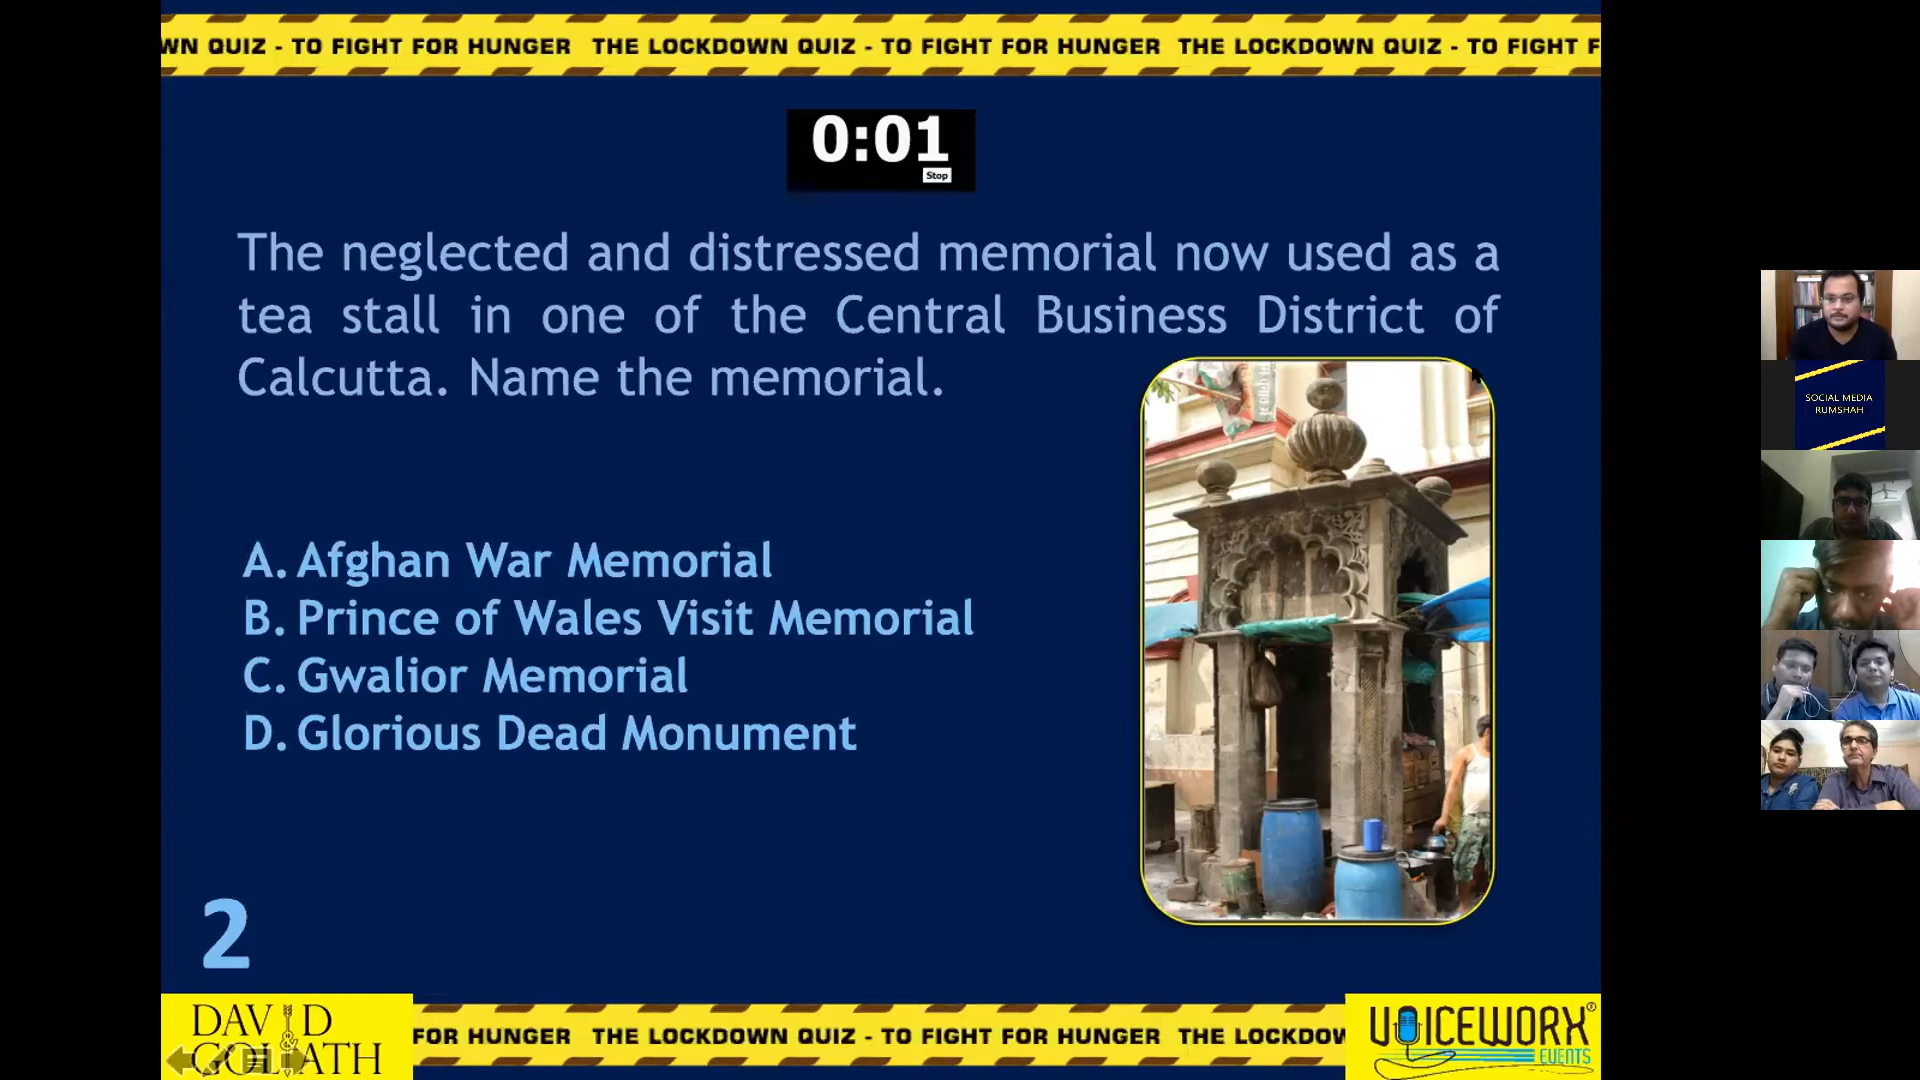 WN QUIZ - TO FIGHT FOR HUNGER THE LOCKDOWN QUIZ - TO FIGHT FOR HUNGER THE LOCKDOWN QUIZ - TO FIGHT F
0:01
Stop
The neglected and distressed memorial now used as a
tea stall in one of the Central Business District of
Calcutta. Name the memorial.
A. Afghan War Memorial
B. Prince of Wales Visit Memorial
C. Gwalior Memorial
D. Glorious Dead Monument
SOCIAL MEDIA
RUMSHAH
2
DAVID
GOLIATH
FOR HUNGER THE LOCKDOWN QUIZ - TO FIGHT FOR HUNGER THE LOCKDOW
VOICEWORX®
EVENTS